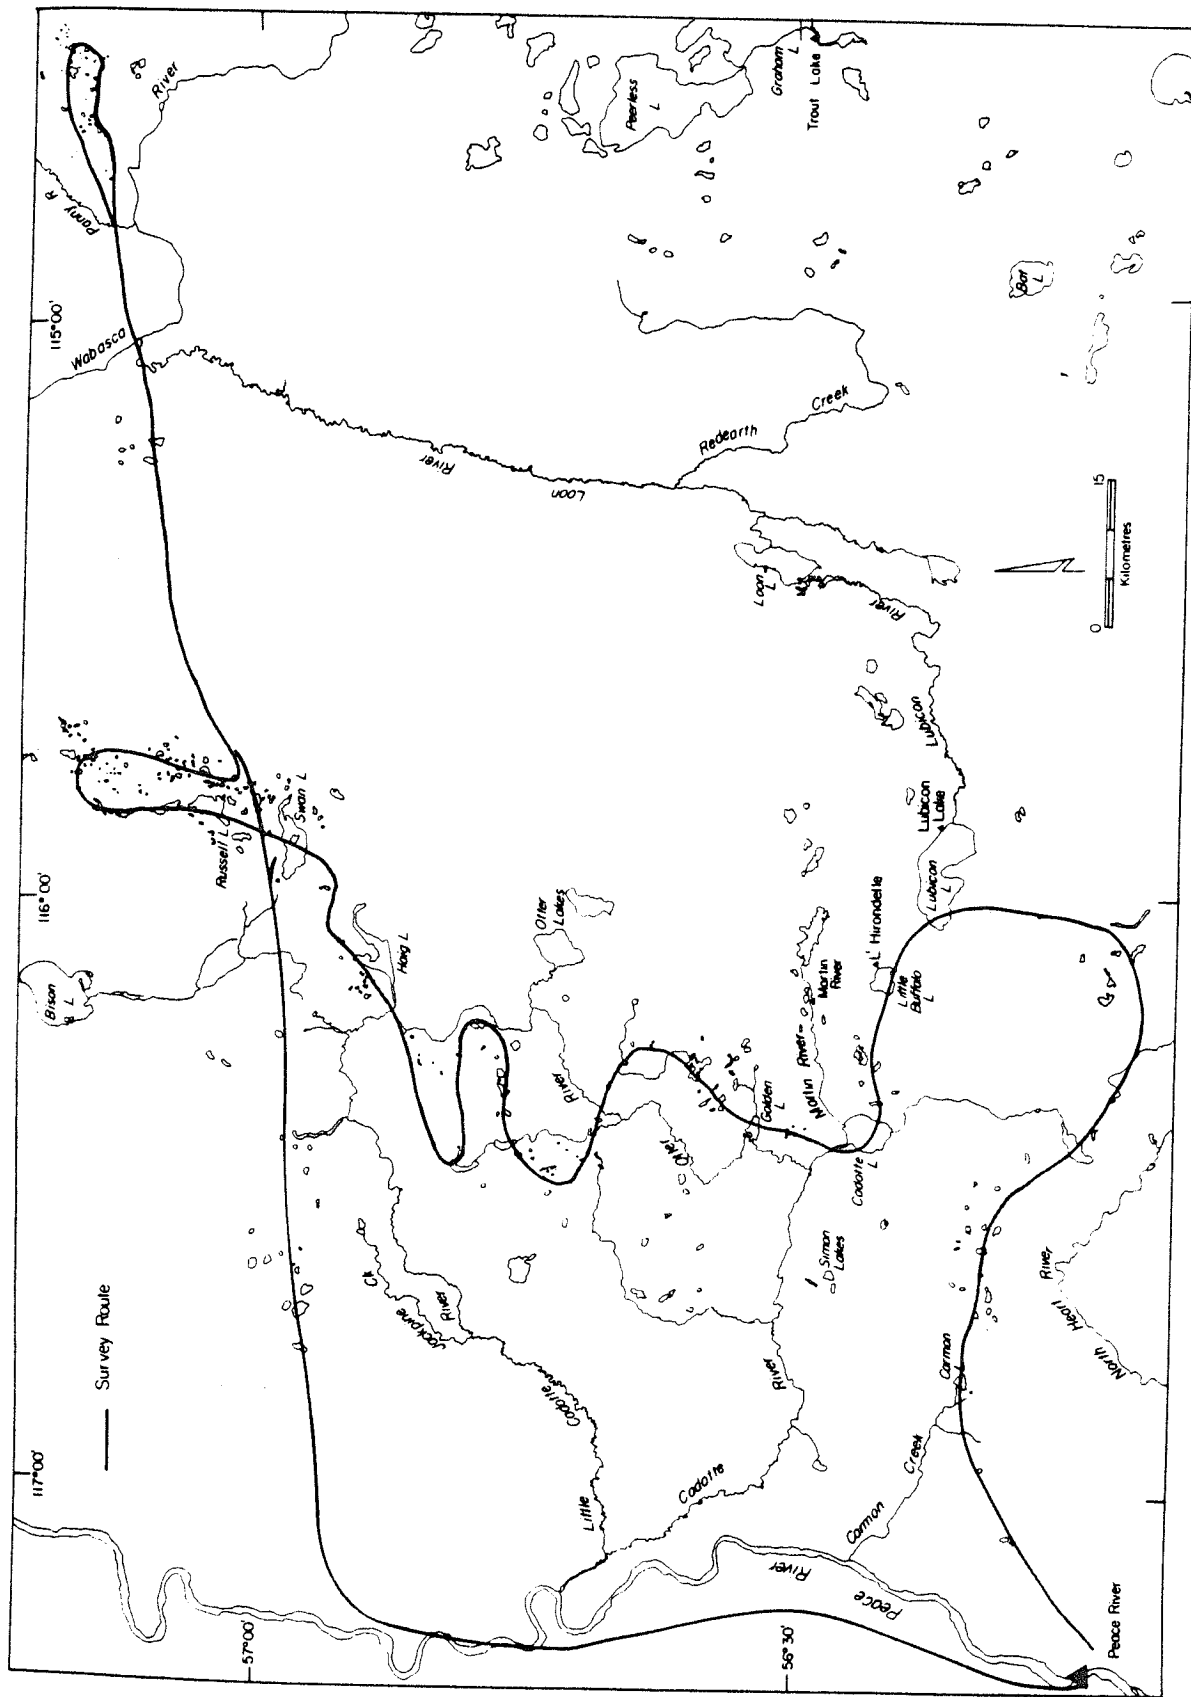 117°00'
116°00'
115°00'
Survey Route
Bison
L
Russell L
Swan L
Wabasca
Panny R
River
Haig L
Jackpine
Ck
Little
Cadotte
River
Otter
Lakes
River
Otter
River
Loon
Redearth
Creek
Peerless
L
Graham
L
Trout Lake
57°00'
56°30'
Golden
L
Martin River
Martin
River
Loon
L
River
Cadotte
River
Simon
Lakes
Cadotte
L
Little
Buffalo
L
L' Hirondelle
Lubicon
L
Lubicon
Lake
Lubicon
Bat
L
Peace
River
Carmon
Creek
Carmon
L
North
Heart
River
Peace River
0
15
Kilometres